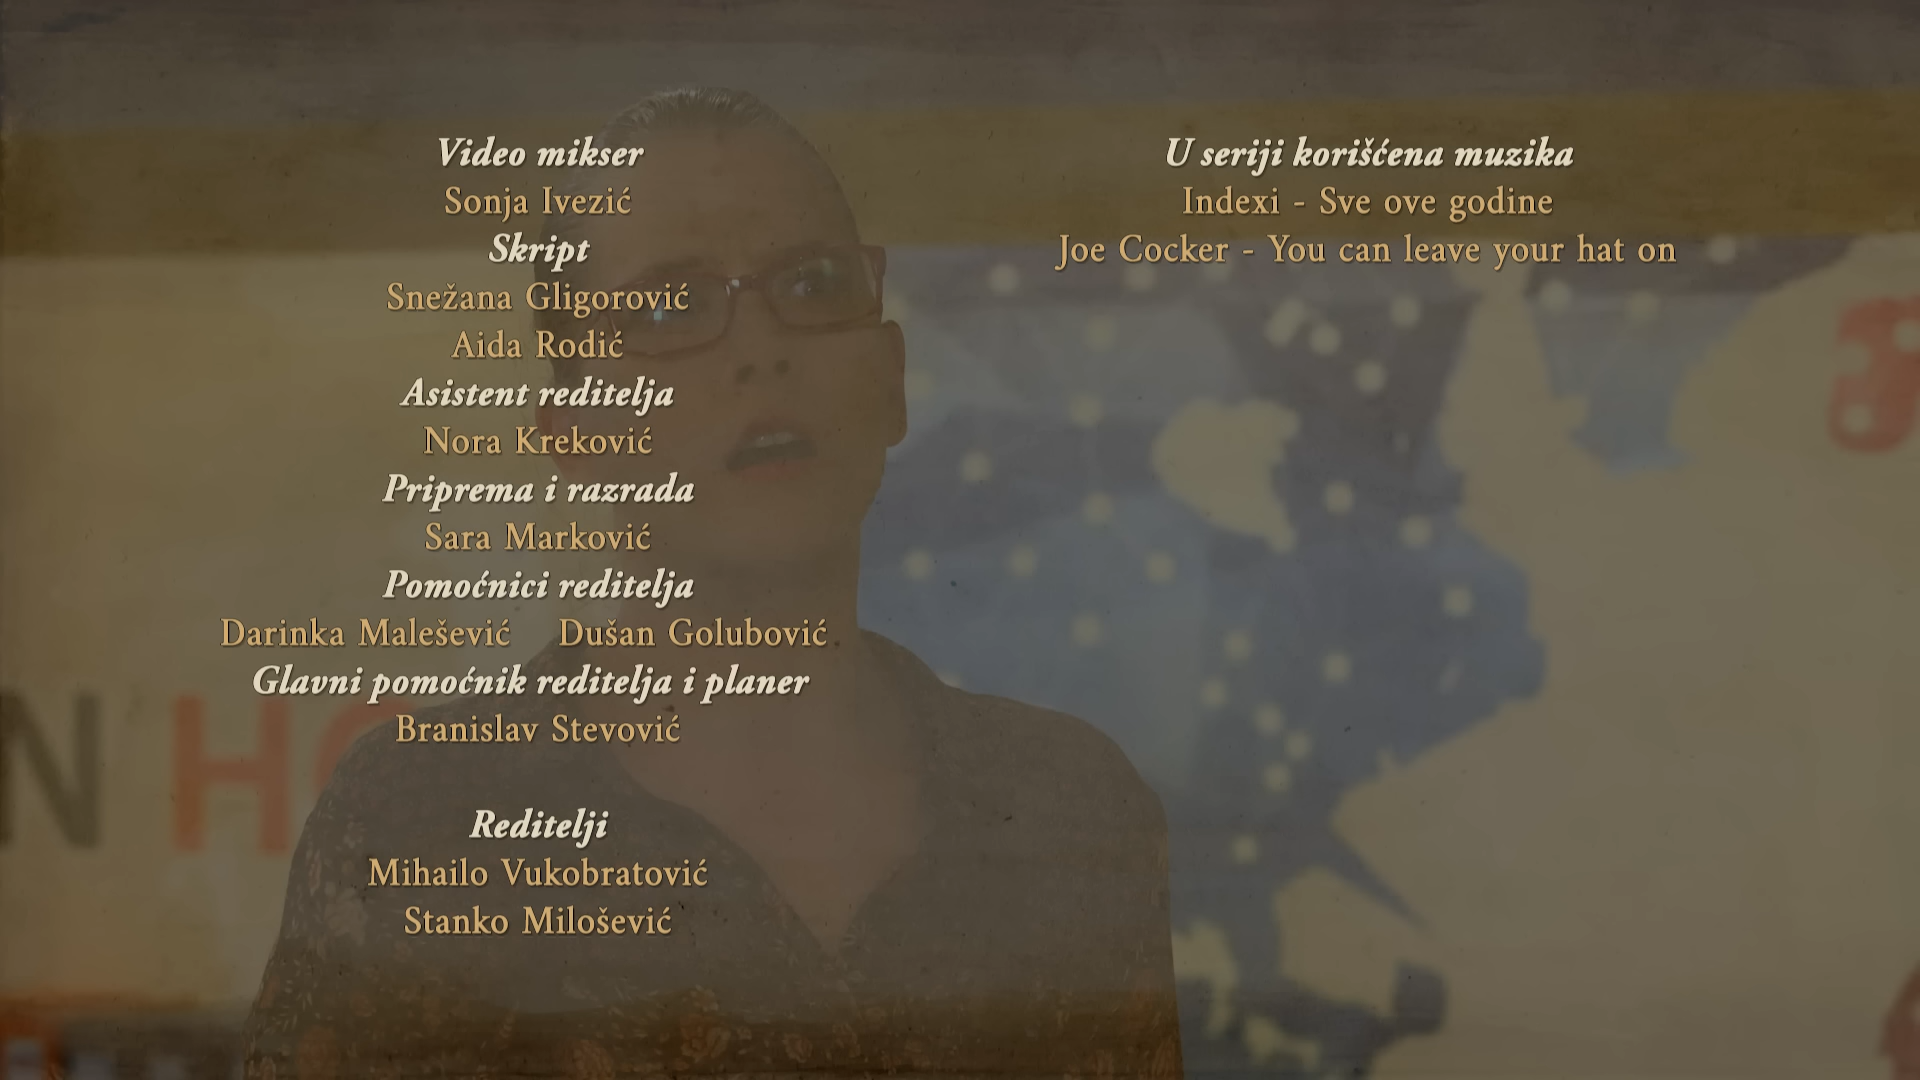 Video mikser
Sonja Ivezić
Skript
Snežana Gligorović
Aida Rodić
Asistent reditelja
Nora Kreković
Priprema i razrada
Sara Marković
Pomoćnici reditelja
Darinka Malešević    Dušan Golubović
Glavni pomoćnik reditelja i planer
Branislav Stevović
Reditelji
Mihailo Vukobratović
Stanko Milošević
U seriji korišćena muzika
Indexi - Sve ove godine
Joe Cocker - You can leave your hat on